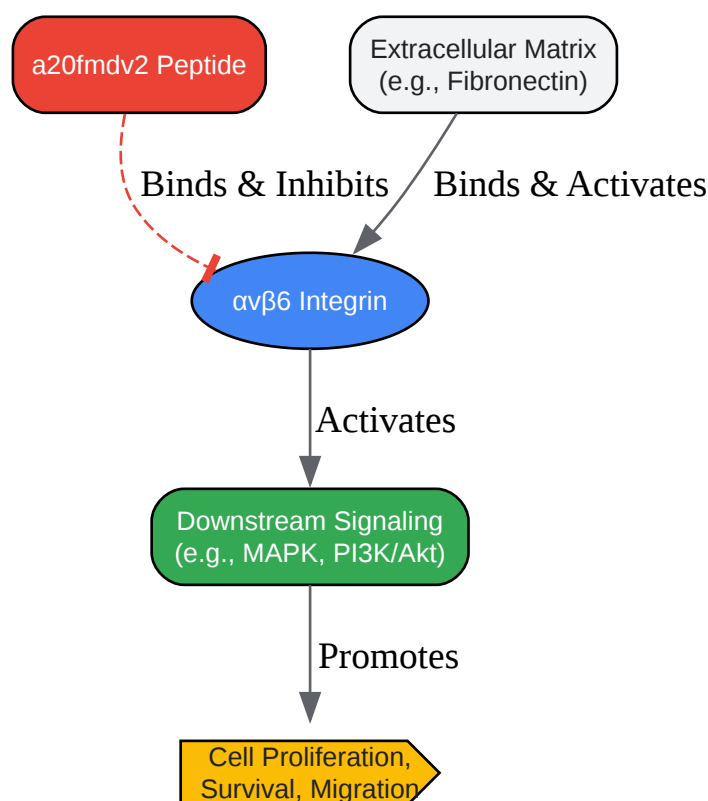 a20fmdv2 Peptide
Extracellular Matrix
(e.g., Fibronectin)
Binds & Inhibits
Binds & Activates
αvβ6 Integrin
Activates
Downstream Signaling
(e.g., MAPK, PI3K/Akt)
Promotes
Cell Proliferation,
Survival, Migration